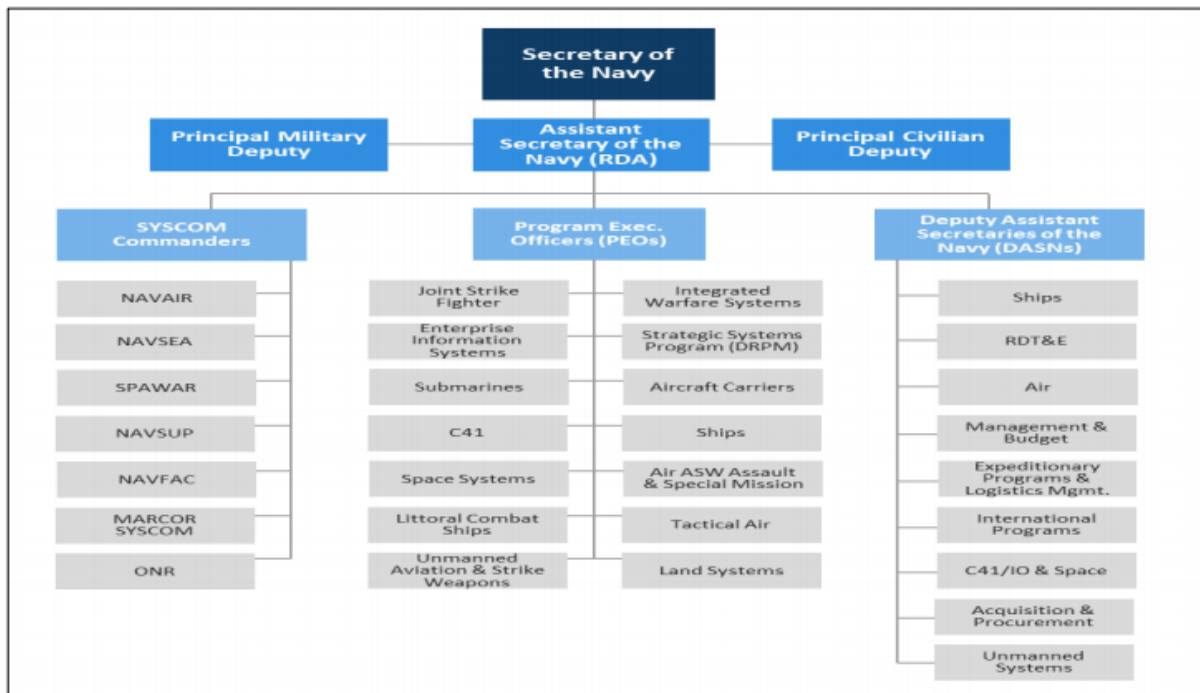 Secretary of
the Navy
Principal Military
Deputy
Assistant
Secretary of the
Navy (RDA)
Principal Civilian
Deputy
SYSCOM
Commanders
NAVAIR
NAVSEA
SPAWAR
NAVSUP
NAVFAC
MARCOR
SYSCOM
ONR
Program Exec.
Officers (PEOs)
Joint Strike
Fighter
Enterprise
Information
Systems
Submarines
C41
Space Systems
Littoral Combat
Ships
Unmanned
Aviation & Strike
Weapons
Integrated
Warfare Systems
Strategic Systems
Program (DRPM)
Aircraft Carriers
Ships
Air ASW Assault
& Special Mission
Tactical Air
Land Systems
Deputy Assistant
Secretaries of the
Navy (DASNs)
Ships
RDT&E
Air
Management &
Budget
Expeditionary
Programs &
Logistics Mgmt.
International
Programs
C41/IO & Space
Acquisition &
Procurement
Unmanned
Systems